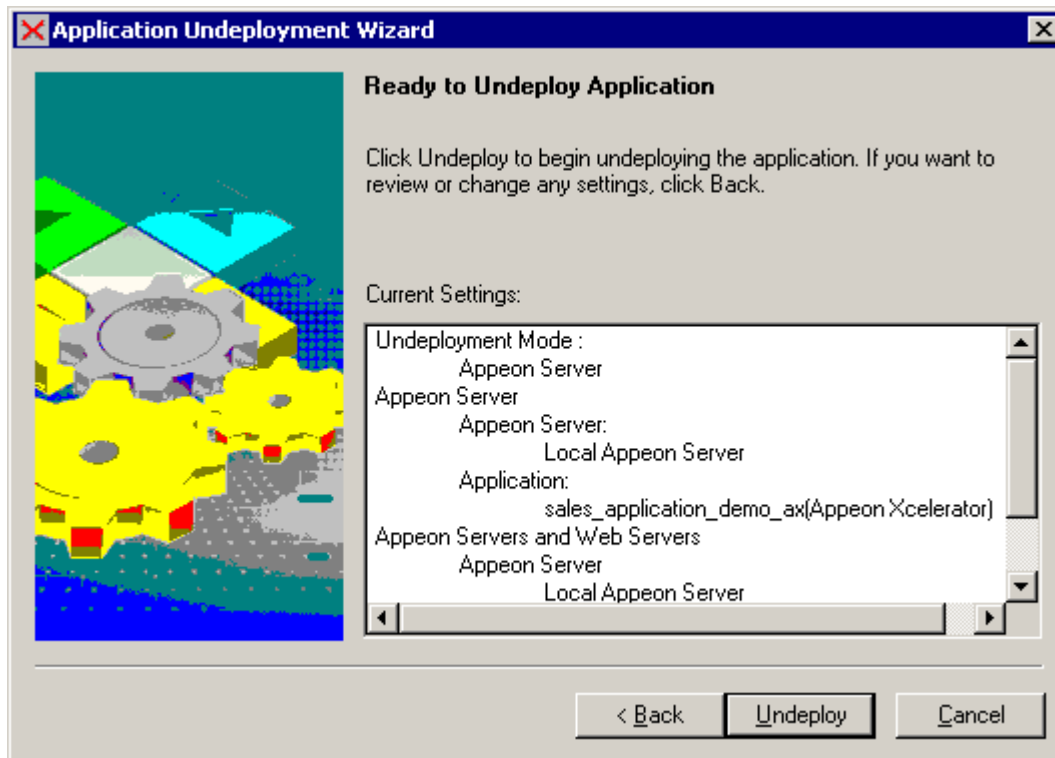 Application Undeployment Wizard
Ready to Undeploy Application
Click Undeploy to begin undeploying the application. If you want to
review or change any settings, click Back.
Current Settings:
Undeployment Mode :
Appeon Server
Appeon Server
Appeon Server:
Local Appeon Server
Application:
sales_application_demo_ax(Appeon Xcelerator)
Appeon Servers and Web Servers
Appeon Server
Local Appeon Server
< Back
Undeploy
Cancel